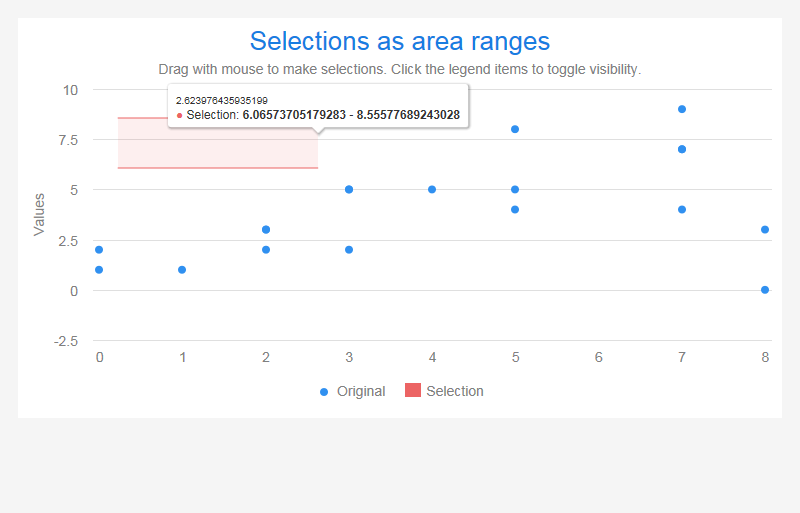 Selections as area ranges
Drag with mouse to make selections. Click the legend items to toggle visibility.
2.623976435935199
Selection: 6.06573705179283 - 8.55577689243028
Values
10
7.5
5
2.5
0
-2.5
0 1 2 3 4 5 6 7 8
Original Selection